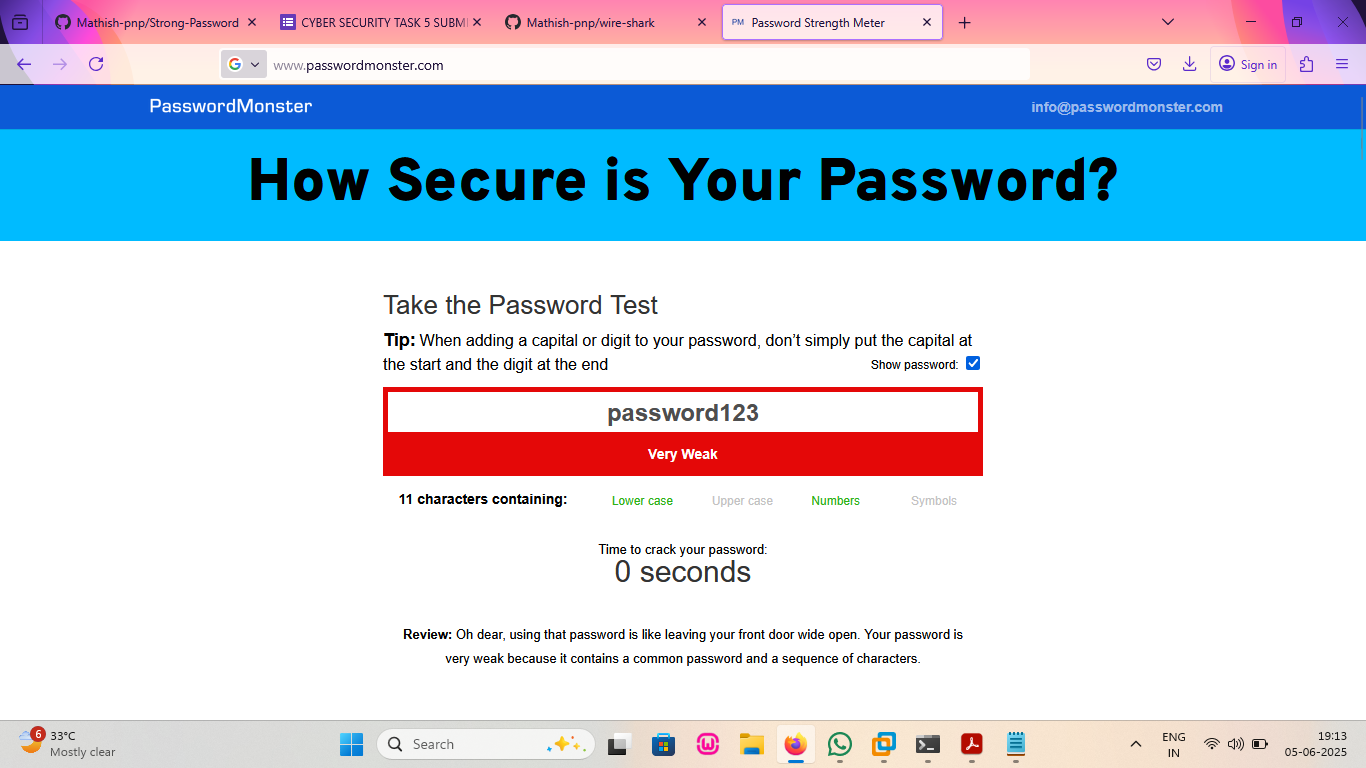 Mathish-pnp/Strong-Password
CYBER SECURITY TASK 5 SUBM
Mathish-pnp/wire-shark
PM Password Strength Meter
www.passwordmonster.com
Sign in
PasswordMonster
info@passwordmonster.com
How Secure is Your Password?
Take the Password Test
Tip: When adding a capital or digit to your password, don’t simply put the capital at
the start and the digit at the end
Show password:
password123
Very Weak
11 characters containing:
Lower case
Upper case
Numbers
Symbols
Time to crack your password:
0 seconds
Review: Oh dear, using that password is like leaving your front door wide open. Your password is
very weak because it contains a common password and a sequence of characters.
6
33°C
Mostly clear
Search
ENG
IN
19:13
05-06-2025